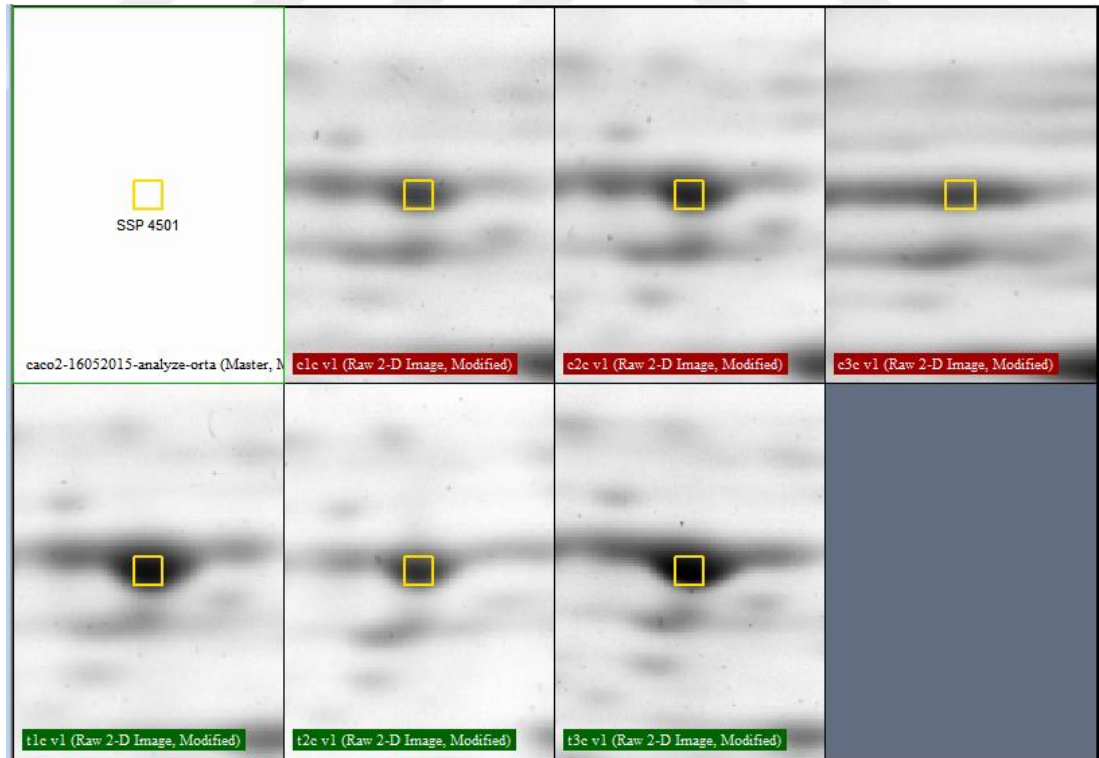 SSP 4501
caco2-16052015-analyze-orta (Master, M
c1c v1 (Raw 2-D Image, Modified)
c2c v1 (Raw 2-D Image, Modified)
c3c v1 (Raw 2-D Image, Modified)
t1c v1 (Raw 2-D Image, Modified)
t2c v1 (Raw 2-D Image, Modified)
t3c v1 (Raw 2-D Image, Modified)